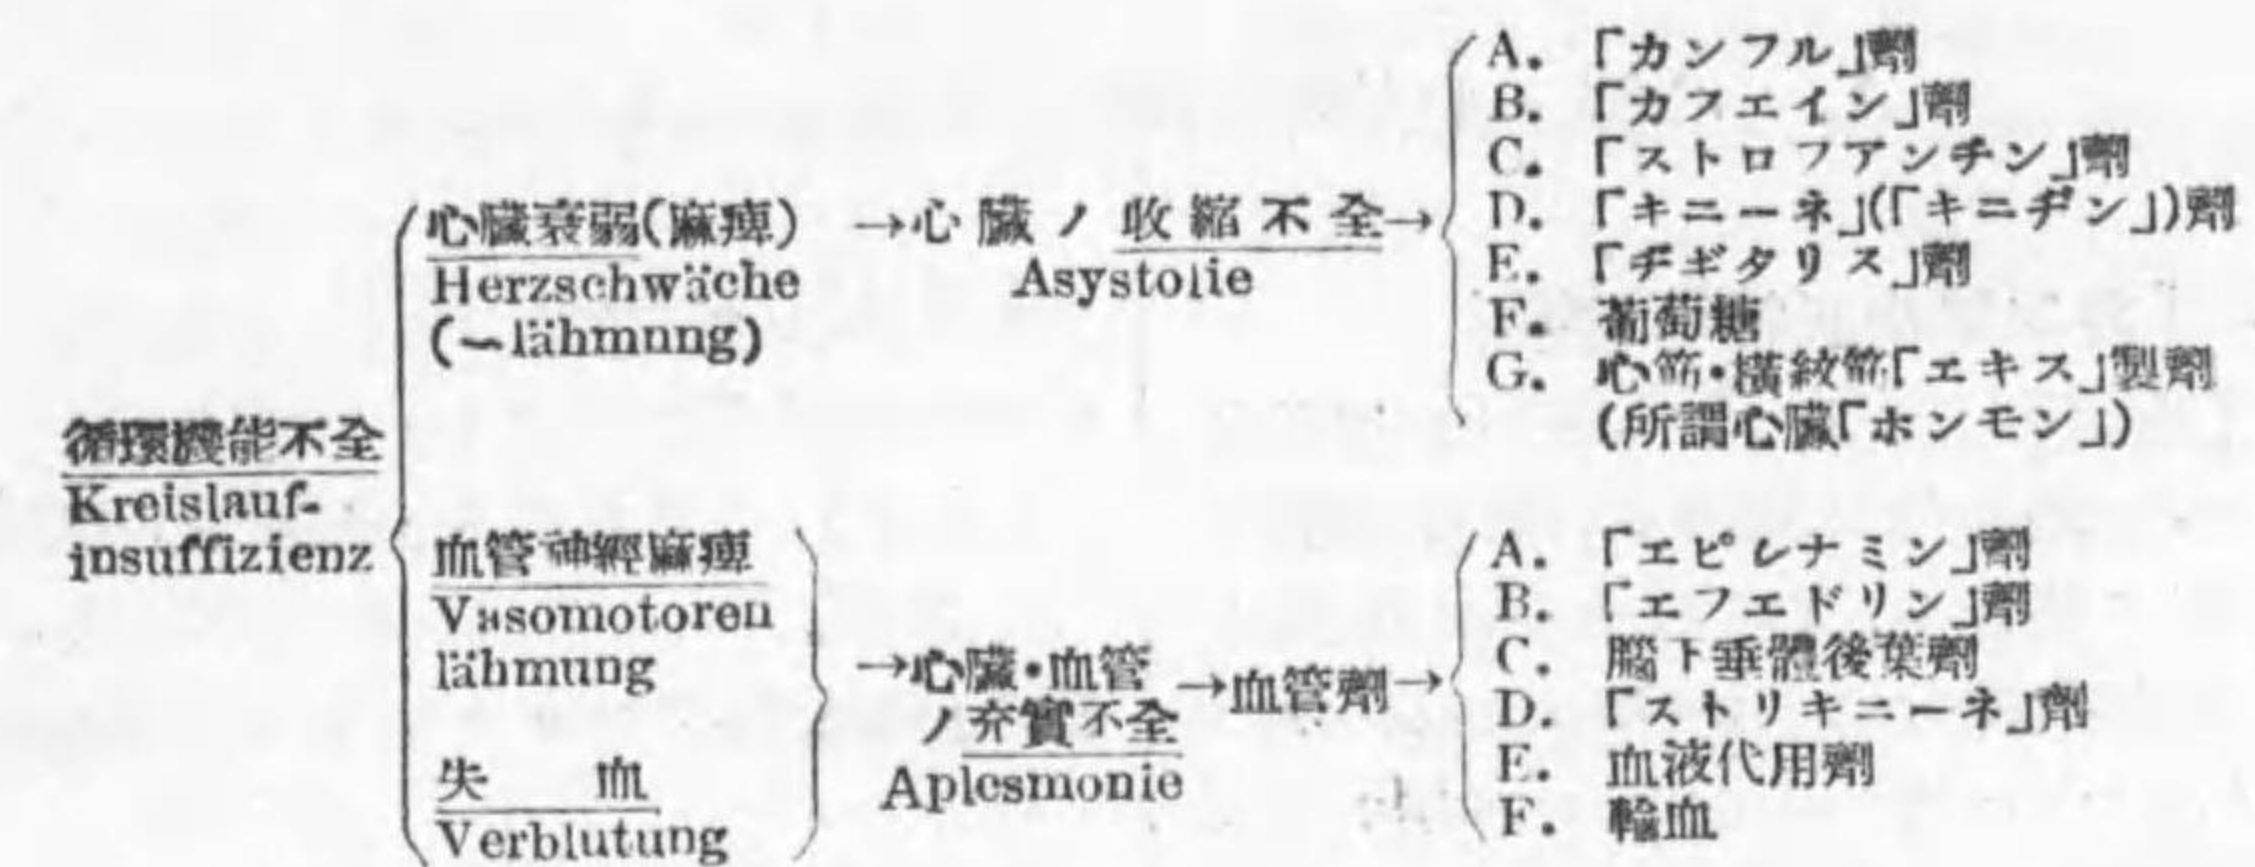 循環機能不全
Kreislauf-
insuffizienz
心臟衰弱(麻痺)
Herzschwäche
(—lähmnng)
→心臟ノ收縮不全→
Asystolie
A. 「カンフル」劑
B. 「カフエイン」劑
C. 「ストロフアンチン」劑
D. 「キニーネ」(「キニヂン」)劑
E. 「ヂギタリス」劑
F. 葡萄糖
G. 心筋・橫紋筋「エキス」製劑
(所謂心臟「ホンモン」)
血管神經麻痺
Vasomotoren
lähmung
失血
Verblutung
→心臟・血管
ノ充實不全
Aplesmonie
→血管劑→
A. 「エピレナミン」劑
B. 「エフエドリン」劑
C. 腦下垂體後葉劑
D. 「ストリキニーネ」劑
E. 血液代用劑
F. 輸血